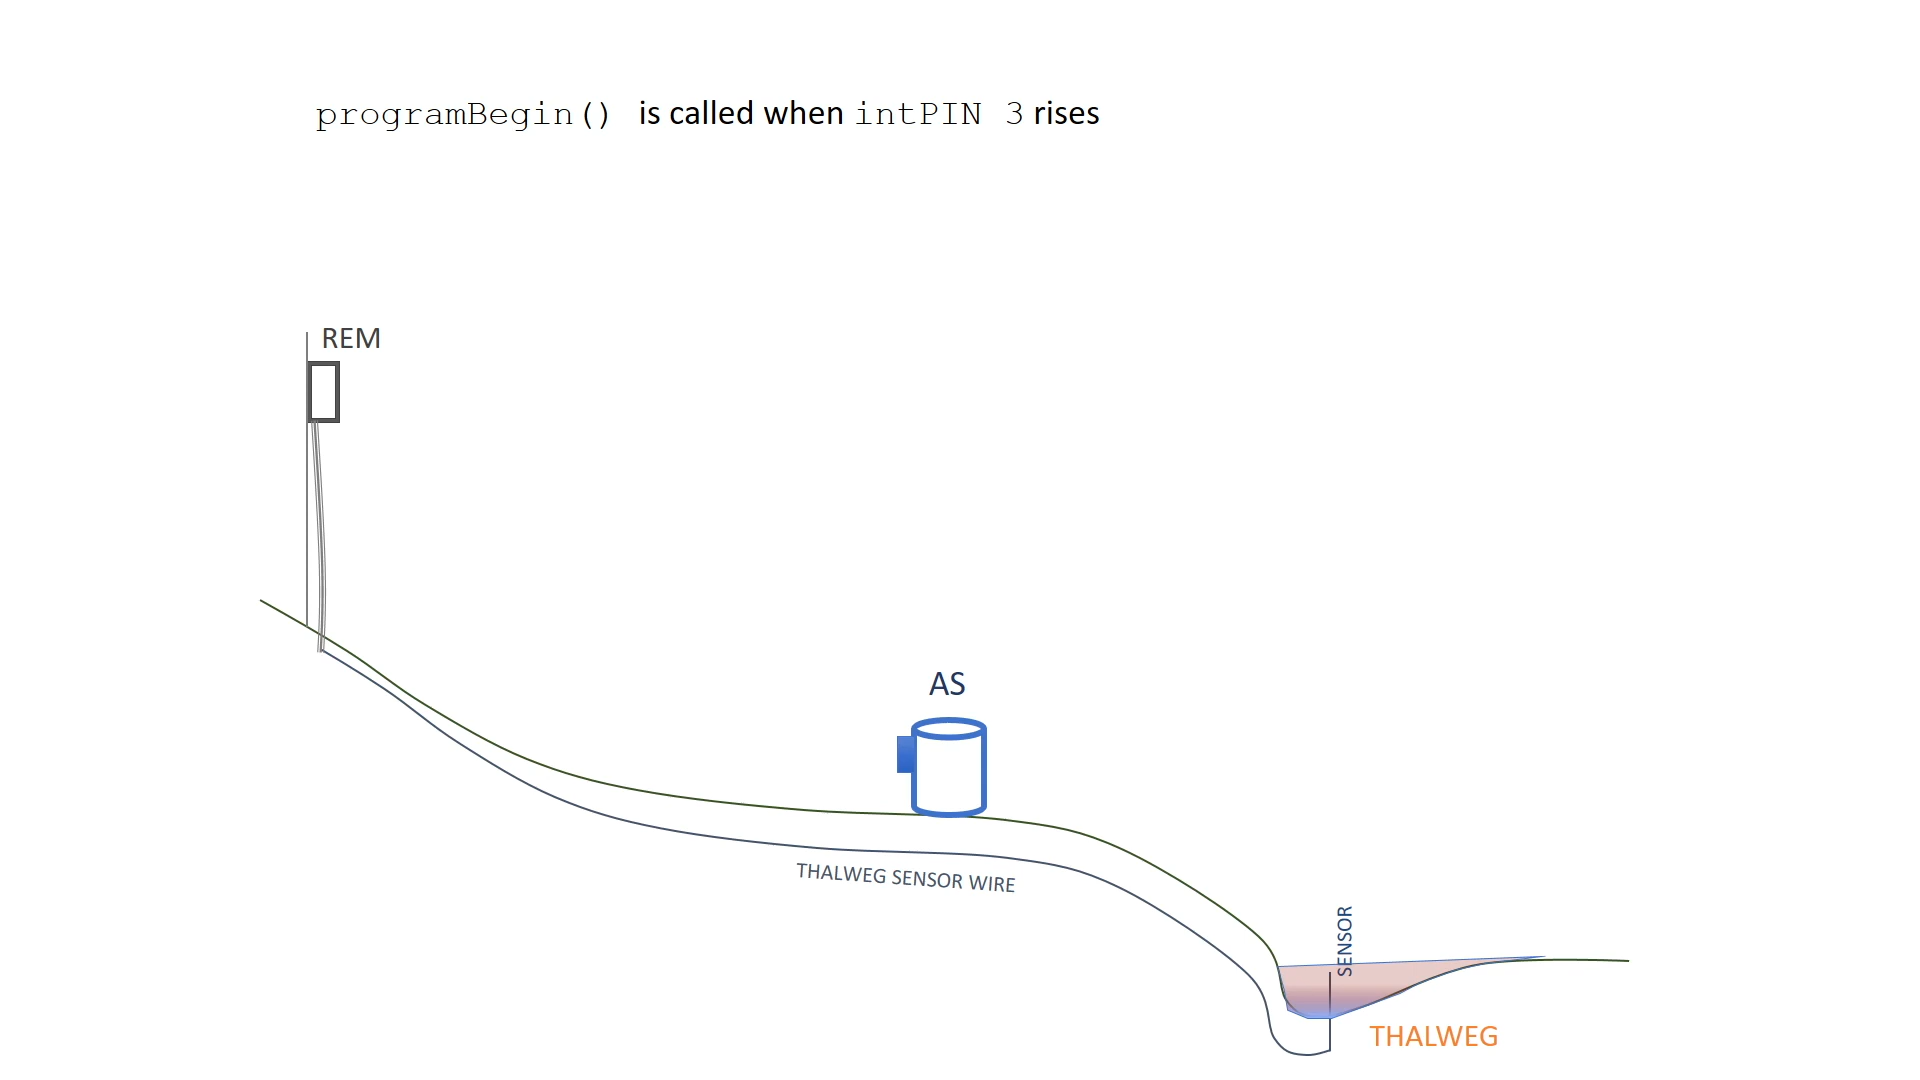 programBegin() is called when intPIN 3 rises
REM
AS
THALWEG SENSOR WIRE
SENSOR
THALWEG